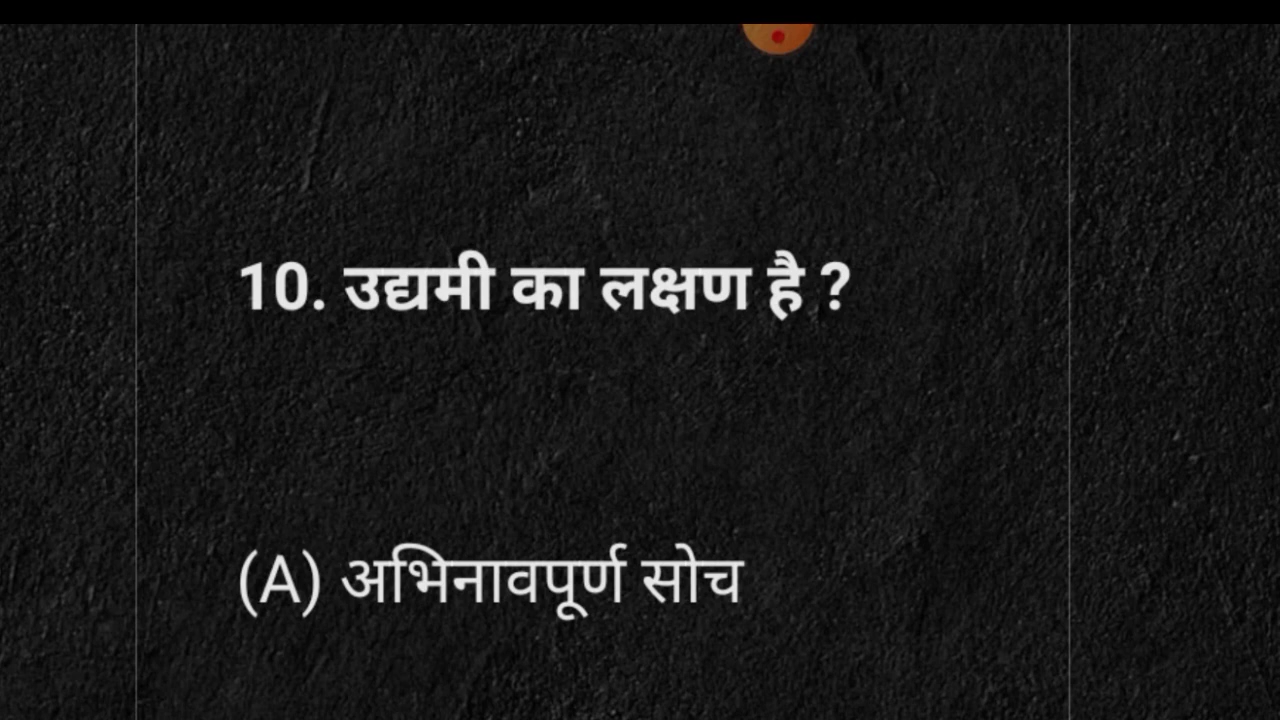 10. उद्यमी का लक्षण है ?
(A) अभिनावपूर्ण सोच